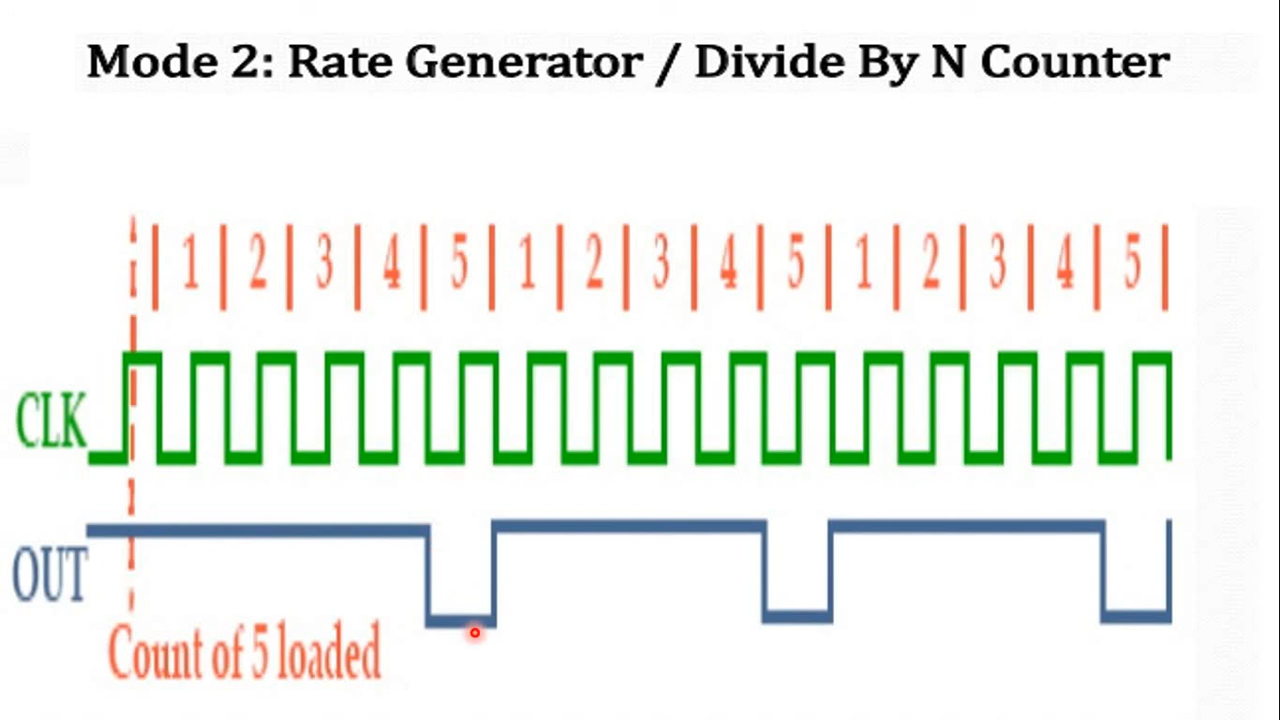 Mode 2: Rate Generator / Divide By N Counter
1 2 3 4 5 1 2 3 4 5 1 2 3 4 5
CLK
OUT
Count of 5 loaded